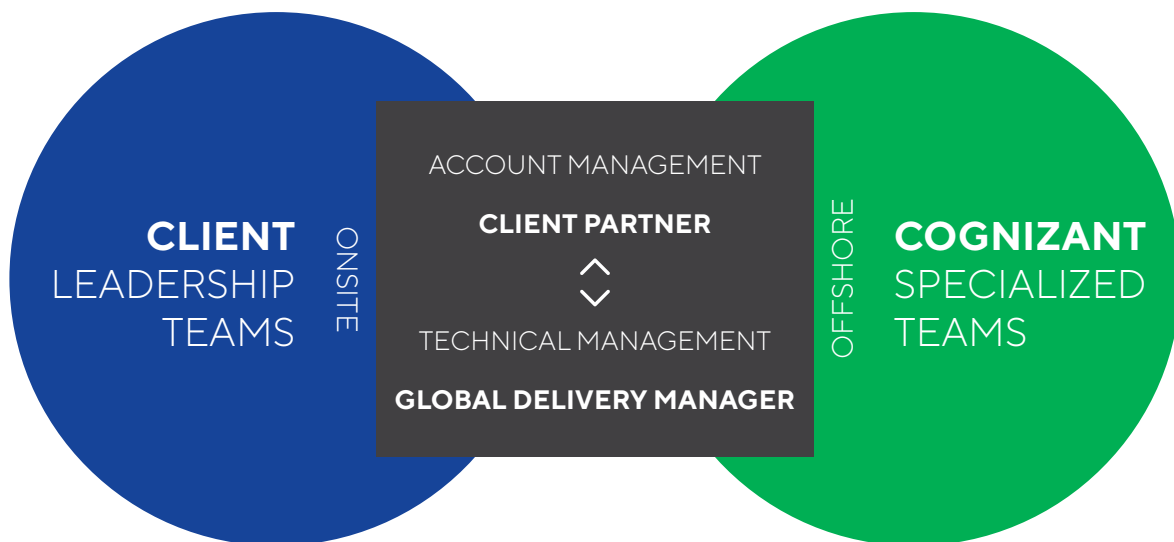 CLIENT
LEADERSHIP
TEAMS
ONSITE
ACCOUNT MANAGEMENT
CLIENT PARTNER
TECHNICAL MANAGEMENT
GLOBAL DELIVERY MANAGER
OFFSHORE
COGNIZANT
SPECIALIZED
TEAMS